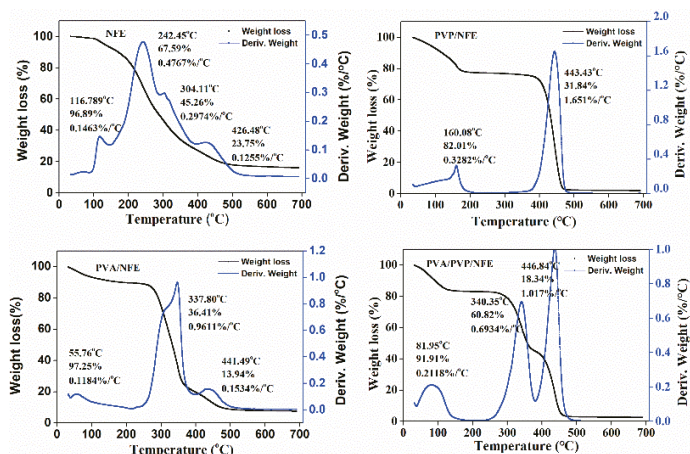 NFE
Weight loss
Deriv. Weight
242.45°C
67.59%
0.4767%/°C
304.11°C
45.26%
0.2974%/°C
116.789°C
96.89%
0.1463%/°C
426.48°C
23,75%
0.1255%/°C
100
80
60
40
20
0
0.5
0.4
0.3
0.2
0.1
0.0
0 100 200 300 400 500 600 700
Temperature (°C)
Weight loss (%)
Deriv. Weight (%/°C)
PVP/NFE
Weight loss
Deriv. Weight
443.43°C
31.84%
1.651%/°C
160.08°C
82.01%
0.3282%/°C
100
80
60
40
20
0
2.0
1.6
1.2
0.8
0.4
0.0
0 100 200 300 400 500 600 700
Temperature (°C)
Weight loss (%)
Deriv. Weight (%/°C)
PVA/NFE
Weight loss
Deriv. Weight
337.80°C
36.41%
0.9611%/°C
55.76°C
97.25%
0.1184%/°C
441.49°C
13.94%
0.1534%/°C
100
80
60
40
20
0
1.2
1.0
0.8
0.6
0.4
0.2
0.0
0 100 200 300 400 500 600 700
Temperature (°C)
Weight loss(%)
Deriv. Weight (%/°C)
PVA/PVP/NFE
Weight loss
Deriv. Weight
446.84°C
18.34%
1.017%/°C
340.35°C
60.82%
0.6934%/°C
81.95°C
91.91%
0.2118%/°C
100
80
60
40
20
0
1.0
0.8
0.6
0.4
0.2
0.0
0 100 200 300 400 500 600 700
Temperature (°C)
Weight loss (%)
Deriv. Weight (%/°C)